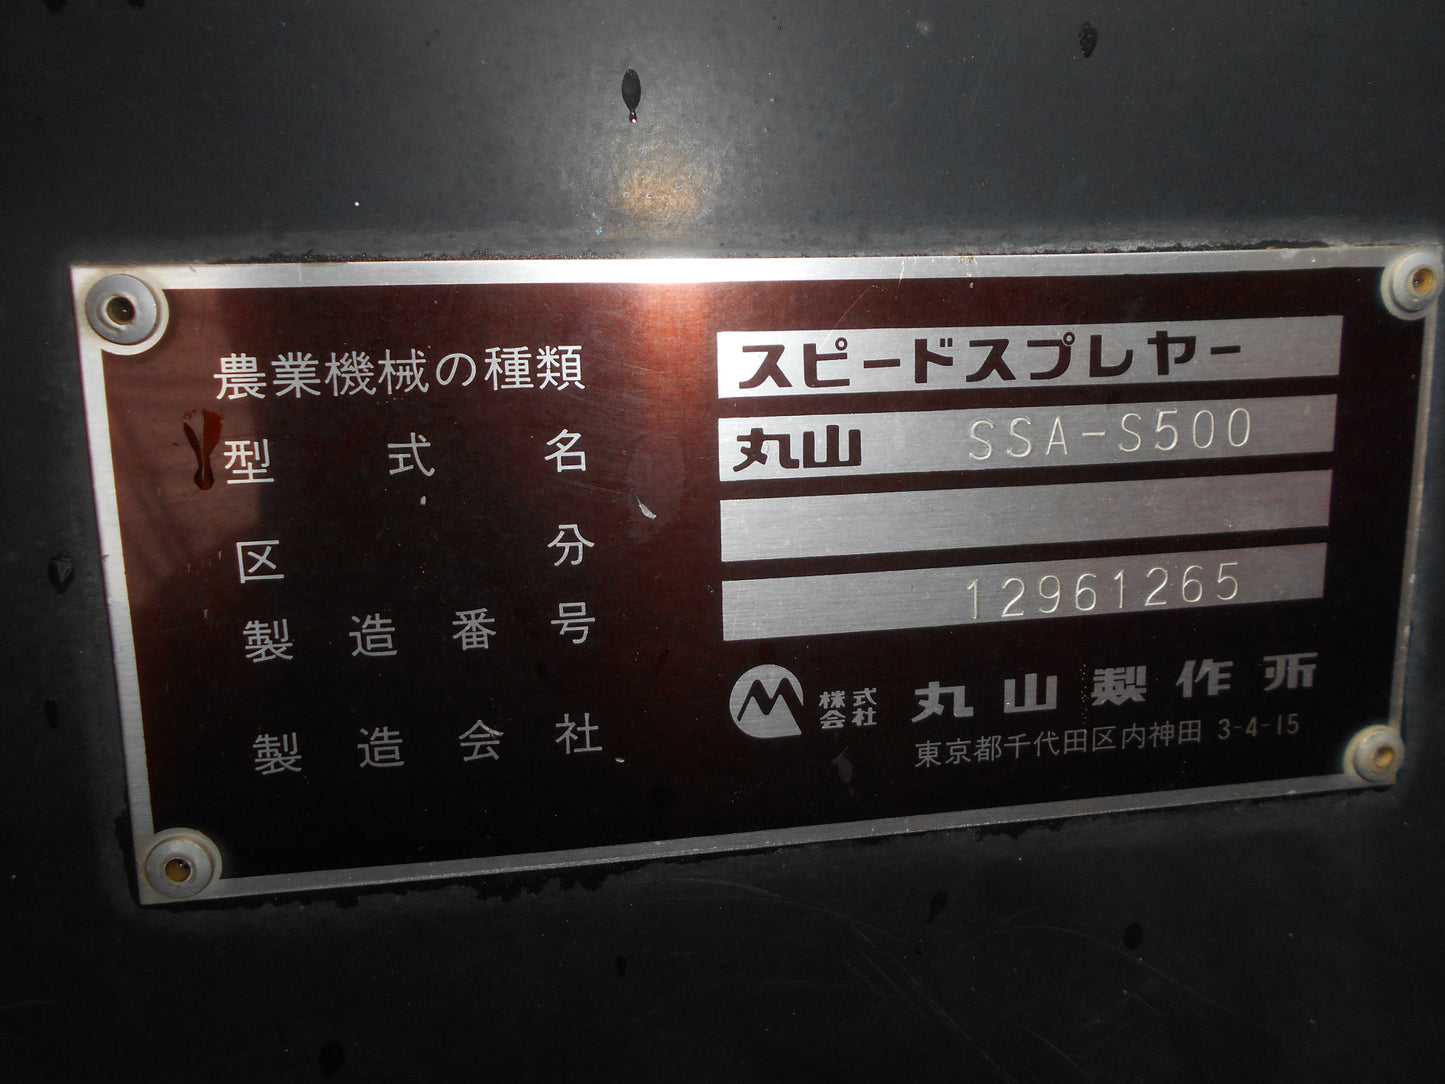 農業機械の種類 スピードスプレヤー
型式名 丸山 SSA-S500
区分
製造番号 12961265
製造会社 株式会社 丸山製作所
東京都千代田区内神田 3-4-15